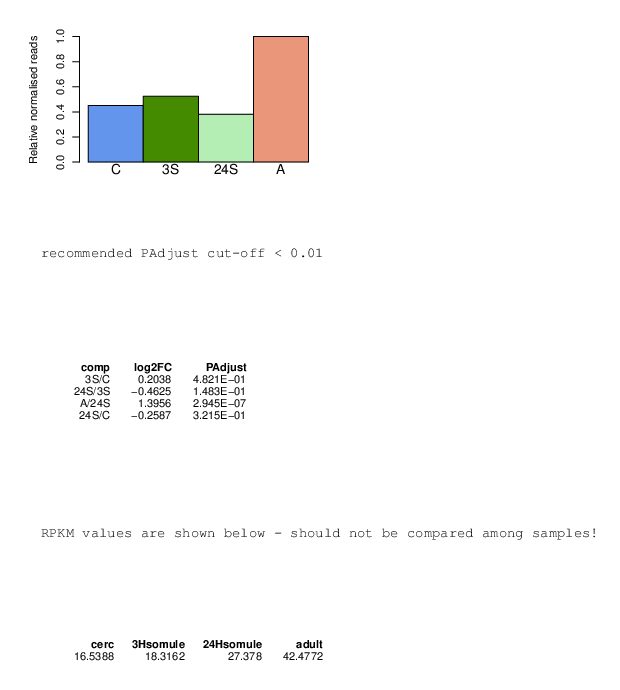 Relative normalised reads
1.0
0.8
0.6
0.4
0.2
0.0
C 3S 24S A
recommended PAdjust cut-off < 0.01
comp log2FC PAdjust
3S/C 0.2038 4.821E−01
24S/3S −0.4625 1.483E−01
A/24S 1.3956 2.945E−07
24S/C −0.2587 3.215E−01
RPKM values are shown below - should not be compared among samples!
cerc 3Hsomule 24Hsomule adult
16.5388 18.3162 27.378 42.4772